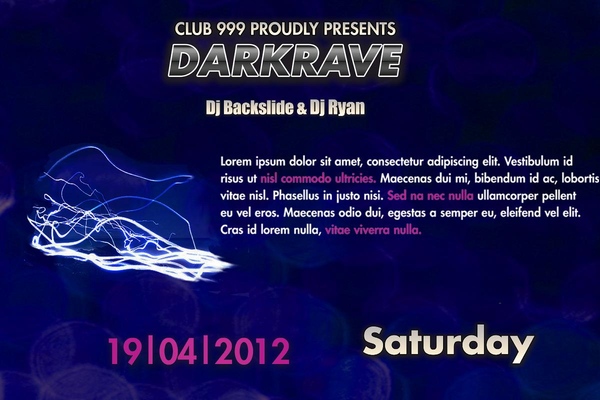 CLUB 999 PROUDLY PRESENTS
DARKRAVE
Dj Backslide & Dj Ryan
Lorem ipsum dolor sit amet, consectetur adipiscing elit. Vestibulum id
risus ut nisl commodo ultricies. Maecenas dui mi, bibendum id ac, lobortis
vitae nisl. Phasellus in justo nisi. Sed na nec nulla ullamcorper pellent
eu vel eros. Maecenas odio dui, egestas a semper eu, eleifend vel elit.
Cras id lorem nulla, vitae viverra nulla.
19|04|2012
Saturday